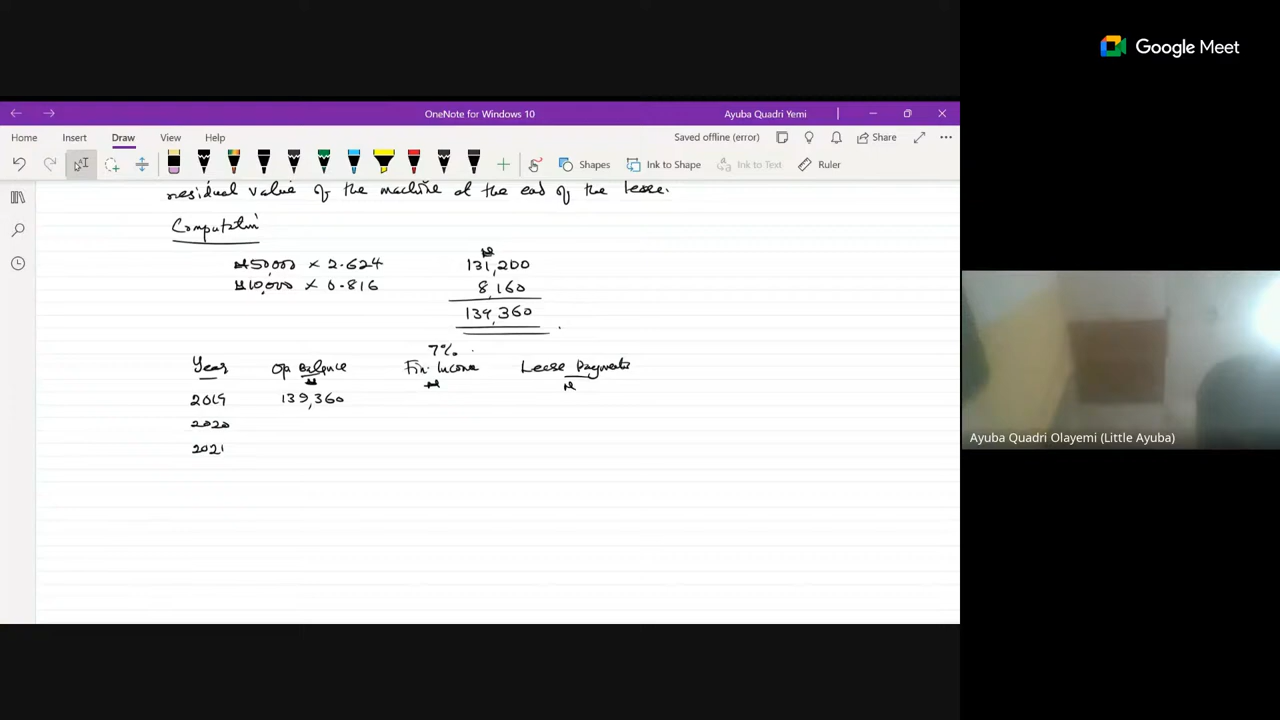 Google Meet
OneNote for Windows 10
Ayuba Quadri Yemi
Home Insert Draw View Help
Saved offline (error)
Share
Shapes Ink to Shape Ink to Text Ruler
residual value of the machine at the end of the lease.
Computation
₦50,000 × 2.624 131,200
₦10,000 × 0.816 8,160
139,360
7%
Year Op Balance Fin. Income Lease Payments
₦ ₦ ₦
2019 139,360
2020
2021
Ayuba Quadri Olayemi (Little Ayuba)